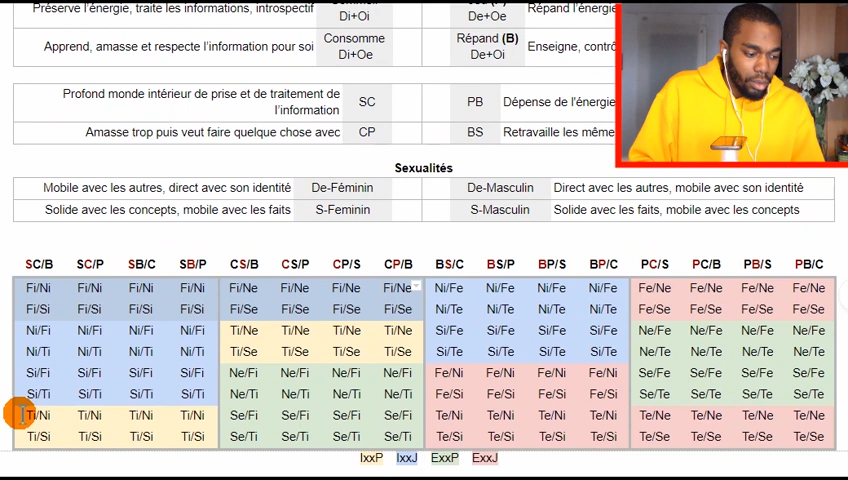 Préserve l'énergie, traite les informations, introspectif
Di+Oi
De+Oe
Répand l'énergie
Apprend, amasse et respecte l'information pour soi
Consomme
Di+Oe
Répand (B)
De+Oi
Enseigne, contrô
Profond monde intérieur de prise et de traitement de
l'information
SC
PB
Dépense de l'énergie
Amasse trop puis veut faire quelque chose avec
CP
BS
Retravaille les même
Sexualités
Mobile avec les autres, direct avec son identité De-Féminin De-Masculin Direct avec les autres, mobile avec son identité
Solide avec les concepts, mobile avec les faits S-Feminin S-Masculin Solide avec les faits, mobile avec les concepts
SC/B SC/P SB/C SB/P CS/B CS/P CP/S CP/B BS/C BS/P BP/S BP/C PC/S PC/B PB/S PB/C
Fi/Ni Fi/Ni Fi/Ni Fi/Ni Fi/Ne Fi/Ne Fi/Ne Fi/Ne Ni/Fe Ni/Fe Ni/Fe Ni/Fe Fe/Ne Fe/Ne Fe/Ne Fe/Ne
Fi/Si Fi/Si Fi/Si Fi/Si Fi/Se Fi/Se Fi/Se Fi/Se Ni/Te Ni/Te Ni/Te Ni/Te Fe/Se Fe/Se Fe/Se Fe/Se
Ni/Fi Ni/Fi Ni/Fi Ni/Fi Ti/Ne Ti/Ne Ti/Ne Ti/Ne Si/Fe Si/Fe Si/Fe Si/Fe Ne/Fe Ne/Fe Ne/Fe Ne/Fe
Ni/Ti Ni/Ti Ni/Ti Ni/Ti Ti/Se Ti/Se Ti/Se Ti/Se Si/Te Si/Te Si/Te Si/Te Ne/Te Ne/Te Ne/Te Ne/Te
Si/Fi Si/Fi Si/Fi Si/Fi Ne/Fi Ne/Fi Ne/Fi Ne/Fi Fe/Ni Fe/Ni Fe/Ni Fe/Ni Se/Fe Se/Fe Se/Fe Se/Fe
Si/Ti Si/Ti Si/Ti Si/Ti Ne/Ti Ne/Ti Ne/Ti Ne/Ti Fe/Si Fe/Si Fe/Si Fe/Si Se/Te Se/Te Se/Te Se/Te
Ti/Ni Ti/Ni Ti/Ni Ti/Ni Se/Fi Se/Fi Se/Fi Se/Fi Te/Ni Te/Ni Te/Ni Te/Ni Te/Ne Te/Ne Te/Ne Te/Ne
Ti/Si Ti/Si Ti/Si Ti/Si Se/Ti Se/Ti Se/Ti Se/Ti Te/Si Te/Si Te/Si Te/Si Te/Se Te/Se Te/Se Te/Se
IxxP IxxJ ExxP ExxJ